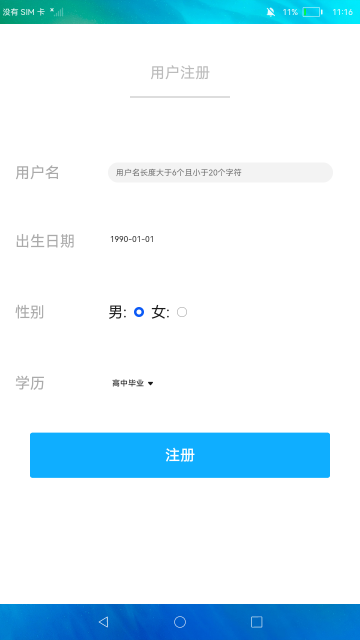 没有 SIM 卡 11% 11:16
用户注册
用户名 用户名长度大于6个且小于20个字符
出生日期 1990-01-01
性别 男: 女:
学历 高中毕业
注册